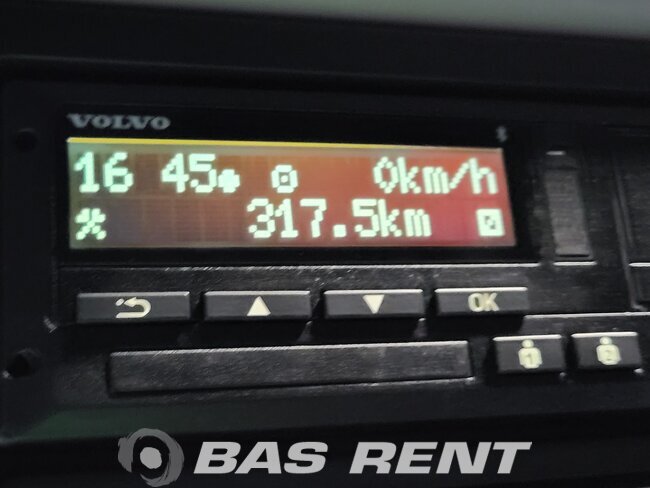 VOLVO
16 45 0km/h
317.5km
OK
1 2
BAS RENT